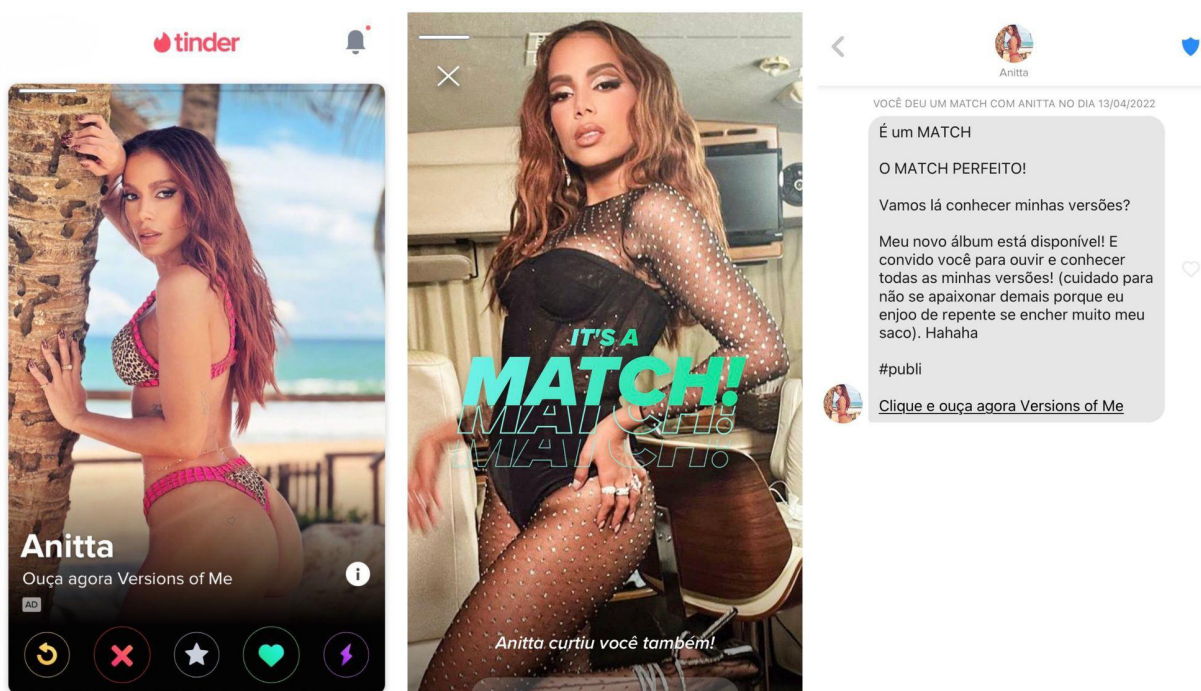 tinder
Anitta
Ouça agora Versions of Me
AD
IT'S A
MATCH!
MATCH!
MATCH!
Anitta curtiu você também!
Anitta
VOCÊ DEU UM MATCH COM ANITTA NO DIA 13/04/2022
É um MATCH
O MATCH PERFEITO!
Vamos lá conhecer minhas versões?
Meu novo álbum está disponível! E
convido você para ouvir e conhecer
todas as minhas versões! (cuidado para
não se apaixonar demais porque eu
enjoo de repente se encher muito meu
saco). Hahaha
#publi
Clique e ouça agora Versions of Me